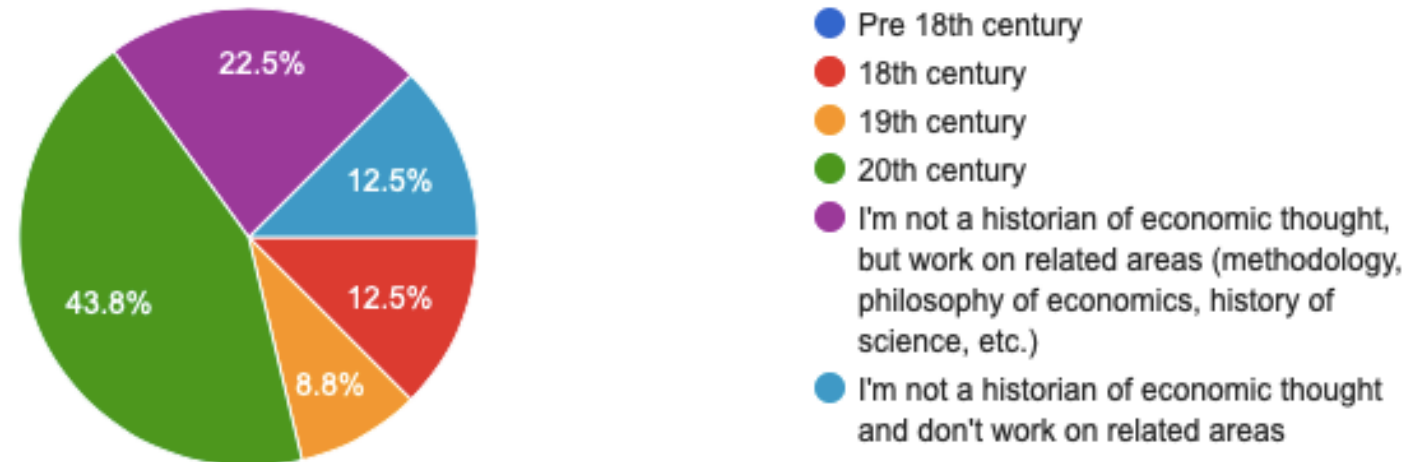 22.5%
12.5%
12.5%
8.8%
43.8%
Pre 18th century
18th century
19th century
20th century
I'm not a historian of economic thought,
but work on related areas (methodology,
philosophy of economics, history of
science, etc.)
I'm not a historian of economic thought
and don't work on related areas